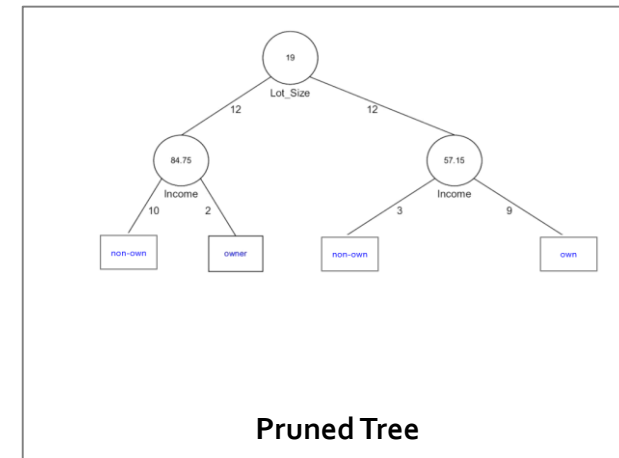 19
Lot_Size
12 12
84.75 57.15
Income Income
10 2 3 9
non-own owner non-own own
Pruned Tree